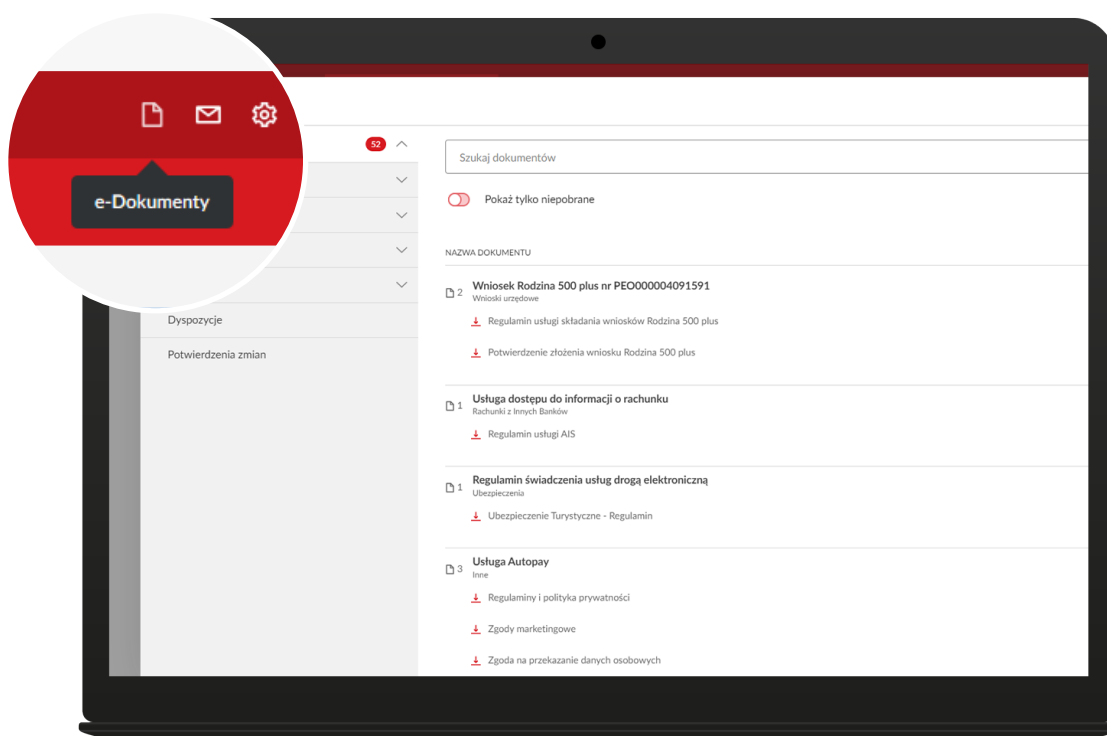 e-Dokumenty
52
Dyspozycje
Potwierdzenia zmian
Szukaj dokumentów
Pokaż tylko niepobrane
NAZWA DOKUMENTU
2 Wniosek Rodzina 500 plus nr PEO000004091591
Wnioski urzędowe
Regulamin usługi składania wniosków Rodzina 500 plus
Potwierdzenie złożenia wniosku Rodzina 500 plus
1 Usługa dostępu do informacji o rachunku
Rachunki z Innych Banków
Regulamin usługi AIS
1 Regulamin świadczenia usług drogą elektroniczną
Ubezpieczenia
Ubezpieczenie Turystyczne - Regulamin
3 Usługa Autopay
Inne
Regulaminy i polityka prywatności
Zgody marketingowe
Zgoda na przekazanie danych osobowych